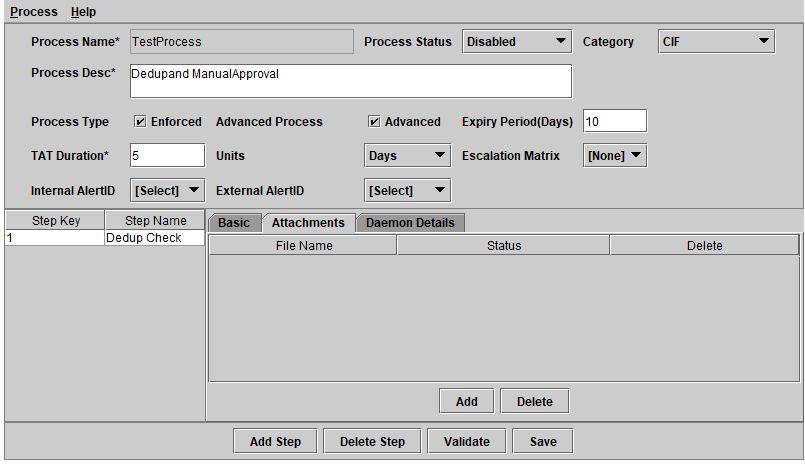 Process Help
Process Name* TestProcess Process Status Disabled Category CIF
Process Desc* Dedupand ManualApproval
Process Type Enforced Advanced Process Advanced Expiry Period(Days) 10
TAT Duration* 5 Units Days Escalation Matrix [None]
Internal AlertID [Select] External AlertID [Select]
Step Key Step Name Basic Attachments Daemon Details
1 Dedup Check File Name Status Delete
Add Delete
Add Step Delete Step Validate Save